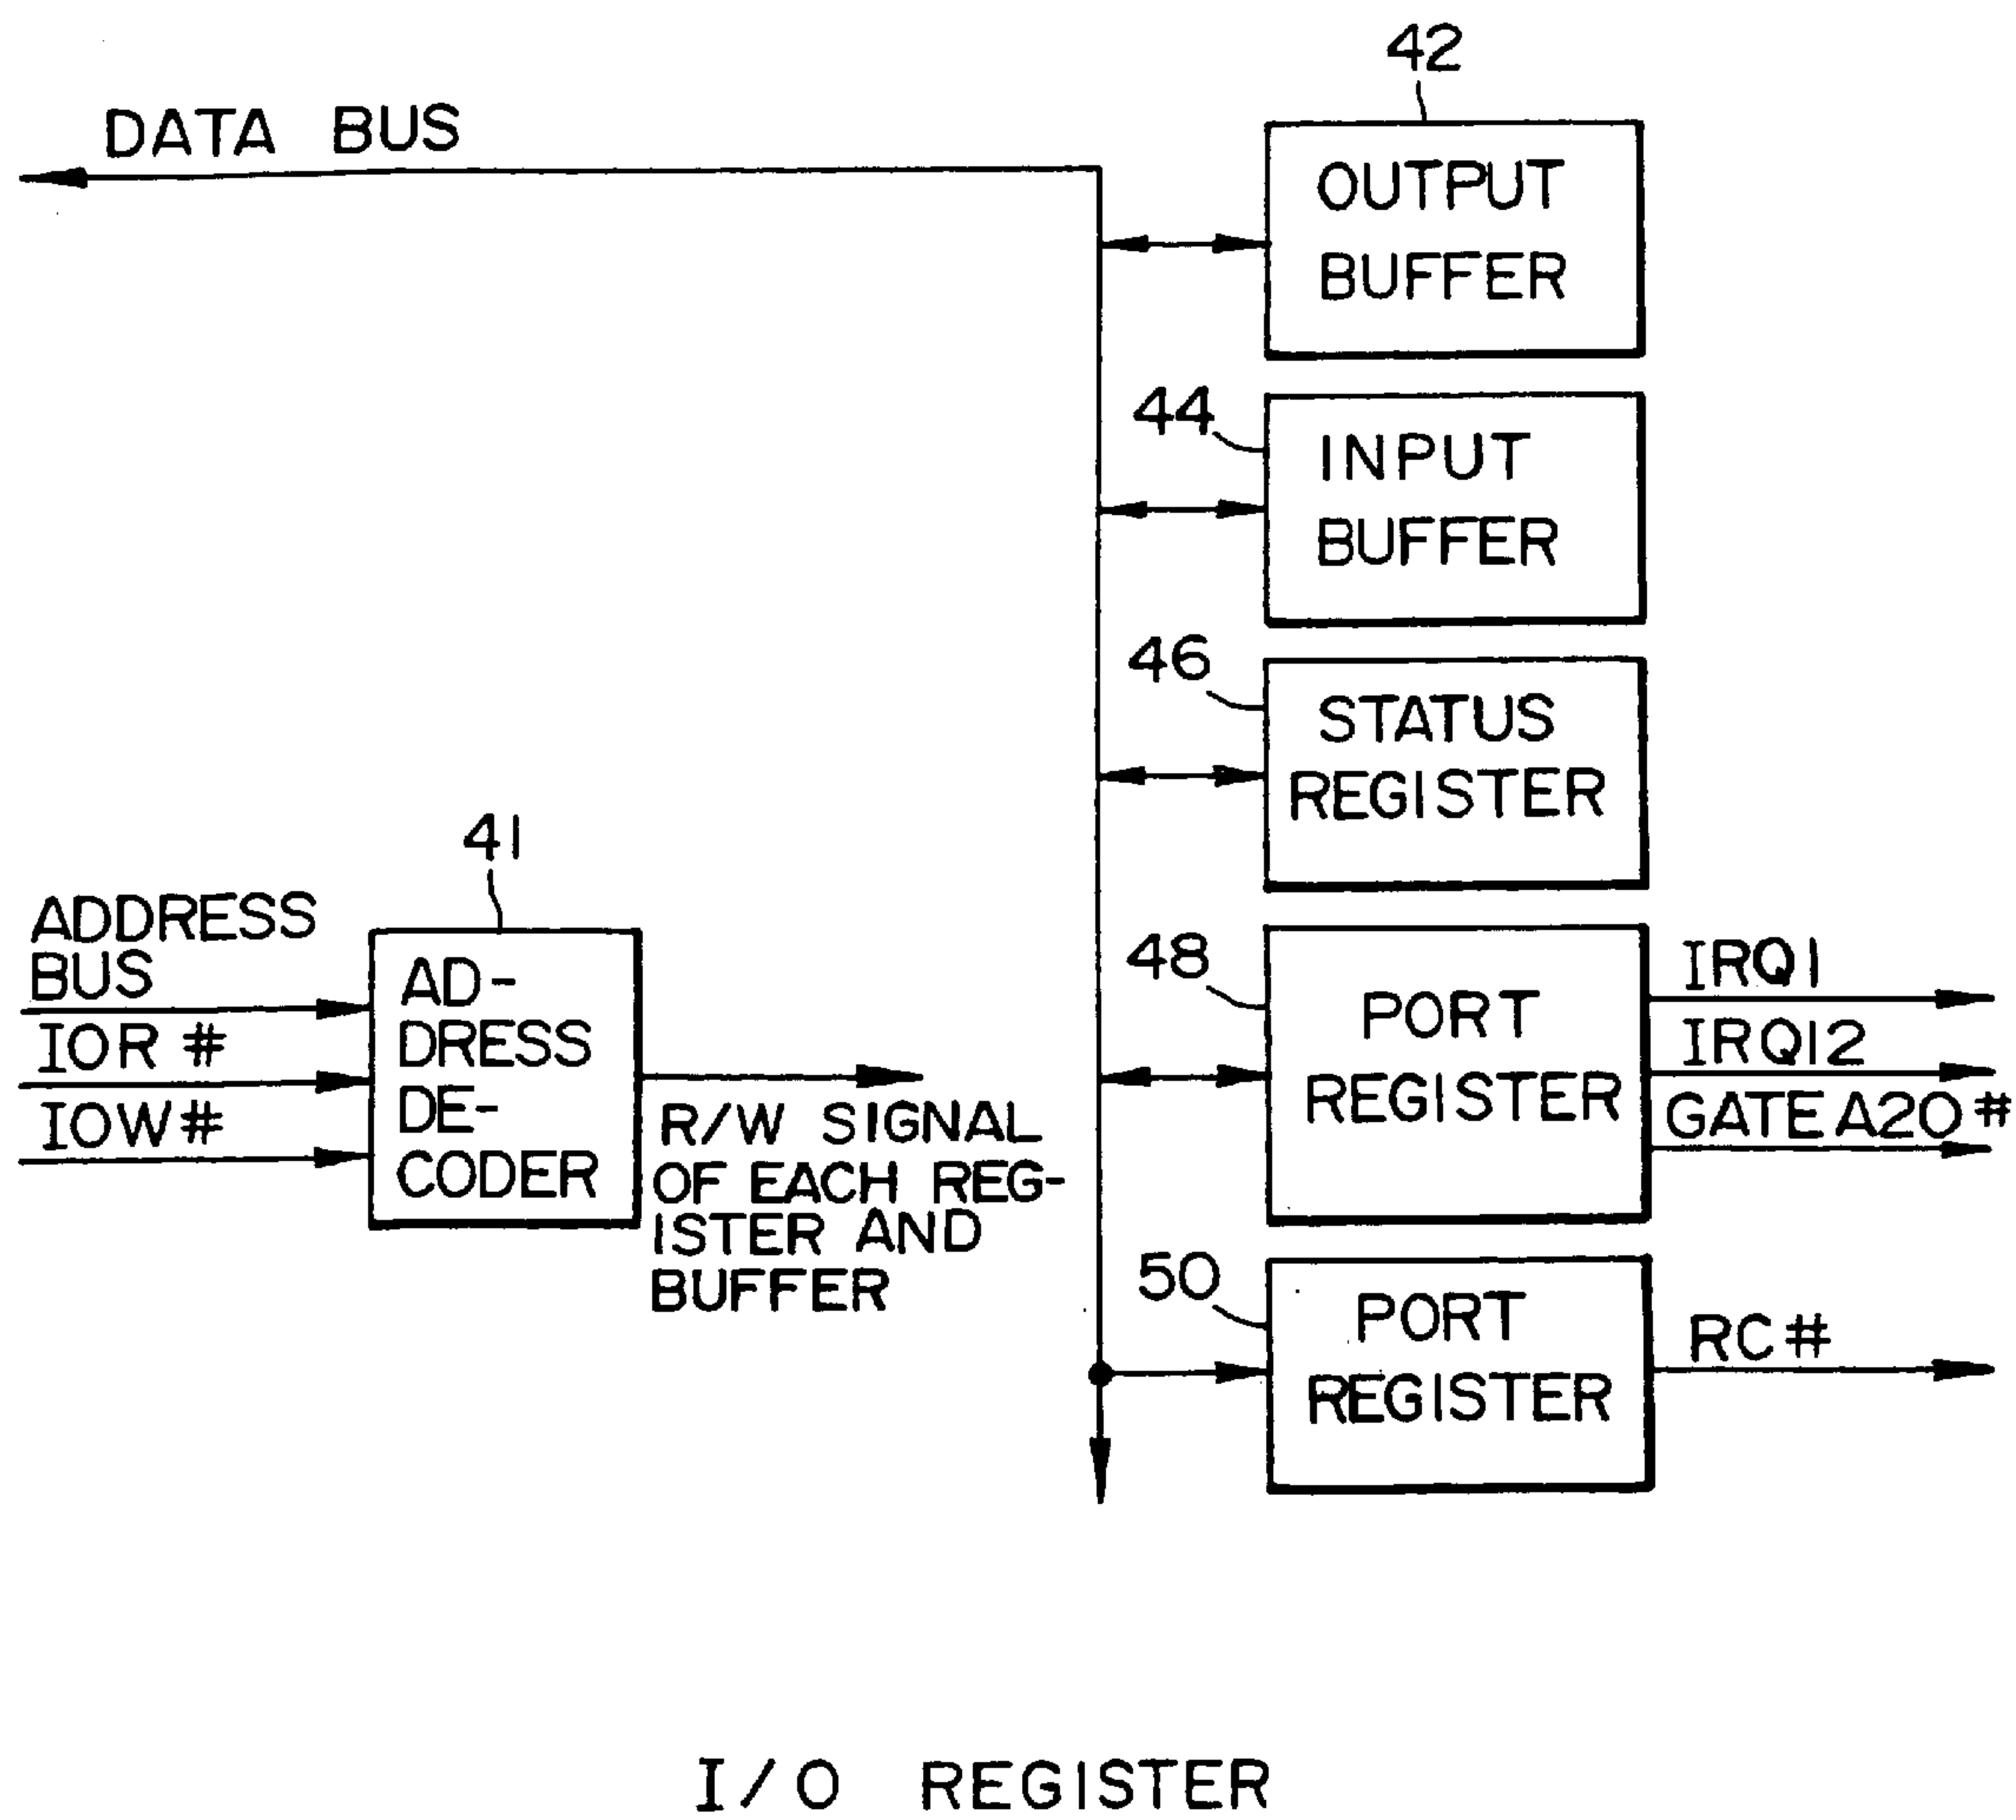 42
DATA BUS
OUTPUT
BUFFER
44
INPUT
BUFFER
46
STATUS
REGISTER
41
ADDRESS
BUS
IOR #
IOW #
AD-
DRESS
DE-
CODER
R/W SIGNAL
OF EACH REG-
ISTER AND
BUFFER
48
PORT
REGISTER
IRQ1
IRQ12
GATE A20 #
50
PORT
REGISTER
RC #
I/O REGISTER